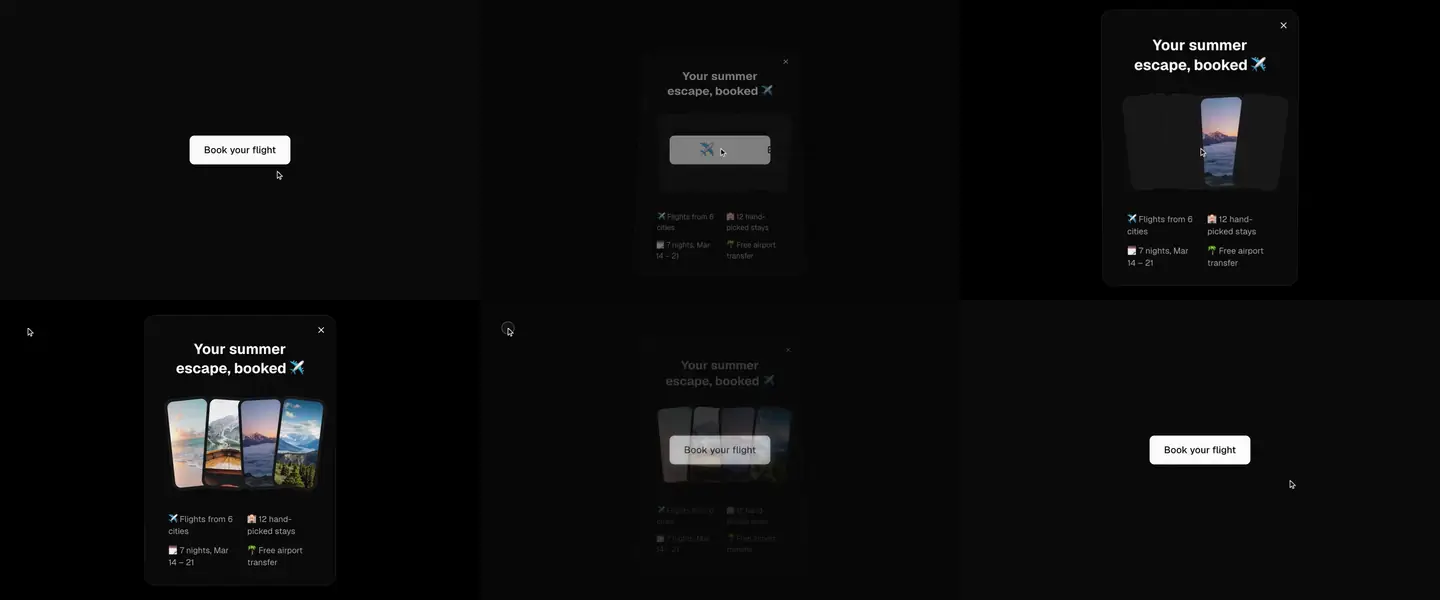 Book your flight
Your summer
escape, booked ✈️
✈️
✈️ Flights from 6
cities
🏨 12 hand-
picked stays
📅 7 nights, Mar
14 – 21
🌴 Free airport
transfer
Your summer
escape, booked ✈️
✈️ Flights from 6
cities
🏨 12 hand-
picked stays
📅 7 nights, Mar
14 – 21
🌴 Free airport
transfer
Your summer
escape, booked ✈️
✈️ Flights from 6
cities
🏨 12 hand-
picked stays
📅 7 nights, Mar
14 – 21
🌴 Free airport
transfer
Your summer
escape, booked ✈️
Book your flight
Book your flight